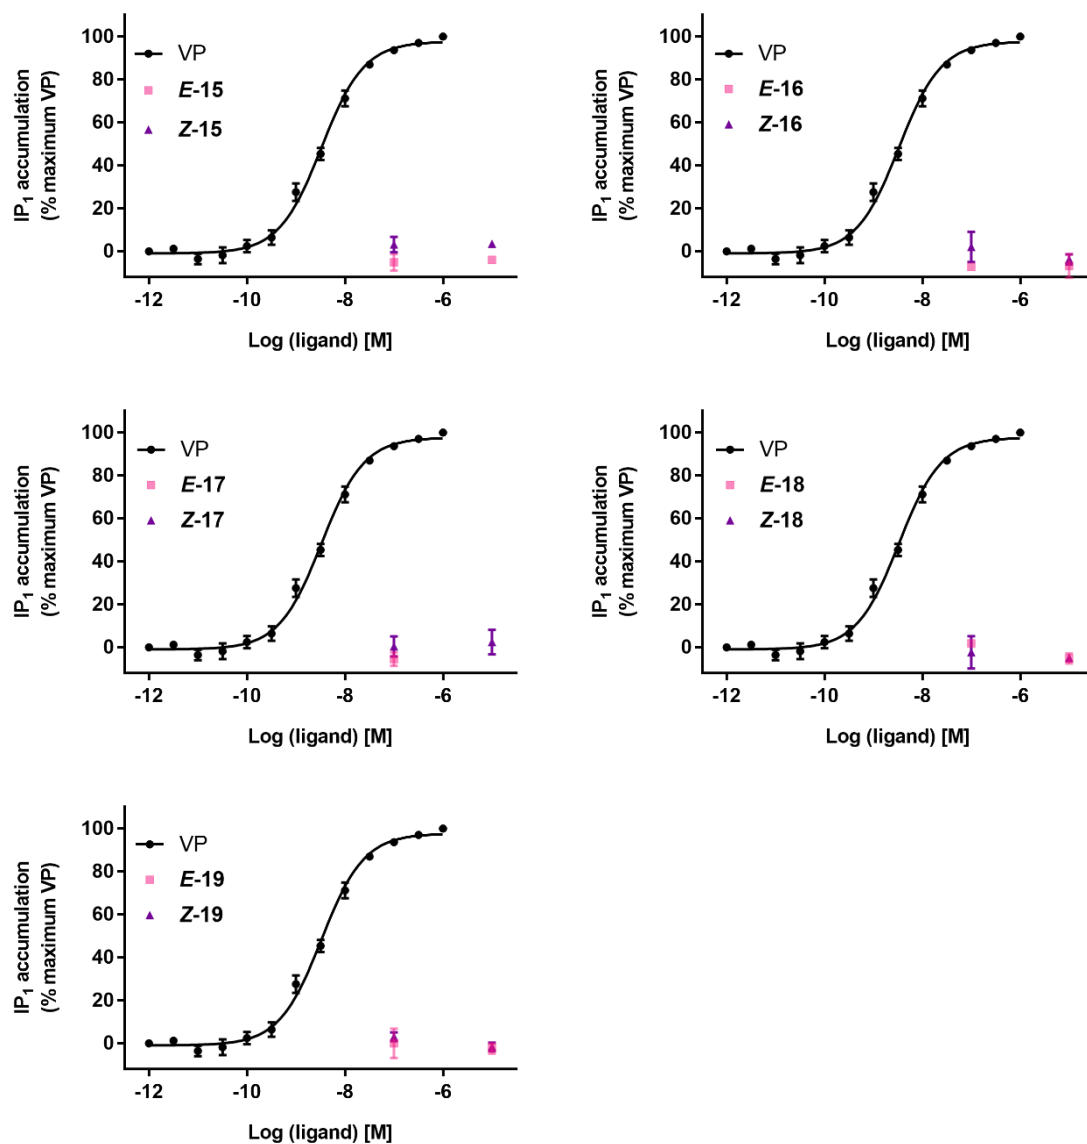 100
80
60
40
20
0
IP1 accumulation
(% maximum VP)
VP
E-15
Z-15
-12 -10 -8 -6
Log (ligand) [M]
100
80
60
40
20
0
IP1 accumulation
(% maximum VP)
VP
E-16
Z-16
-12 -10 -8 -6
Log (ligand) [M]
100
80
60
40
20
0
IP1 accumulation
(% maximum VP)
VP
E-17
Z-17
-12 -10 -8 -6
Log (ligand) [M]
100
80
60
40
20
0
IP1 accumulation
(% maximum VP)
VP
E-18
Z-18
-12 -10 -8 -6
Log (ligand) [M]
100
80
60
40
20
0
IP1 accumulation
(% maximum VP)
VP
E-19
Z-19
-12 -10 -8 -6
Log (ligand) [M]